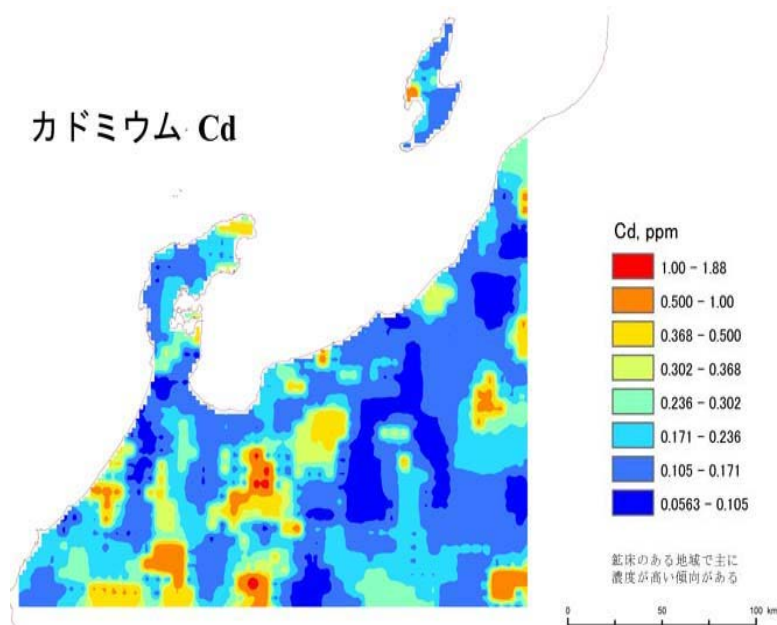 カドミウム Cd
Cd, ppm
1.00 - 1.88
0.500 - 1.00
0.368 - 0.500
0.302 - 0.368
0.236 - 0.302
0.171 - 0.236
0.105 - 0.171
0.0563 - 0.105
鉱床のある地域で主に
濃度が高い傾向がある
0 50 100 km